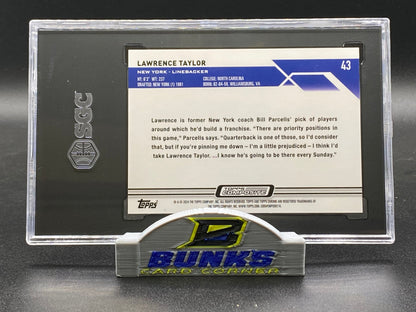 LAWRENCE TAYLOR
43
NEW YORK - LINEBACKER
HT: 6'3" WT: 237
COLLEGE: NORTH CAROLINA
DRAFTED: NEW YORK (1) 1981
BORN: 02-04-59, WILLIAMSBURG, VA
SGC
Lawrence is former New York coach Bill Parcells' pick of players
around which he'd build a franchise. "There are priority positions in
this game," Parcells says. "Quarterback is one of those, so I'd consider
that, but if you're pinning me down – I'm a little prejudiced – I think I'd
take Lawrence Taylor. ...I know he's going to be there every Sunday."
TOPPS
COMPOSITE
Topps
BUNKS
CARD CORNER